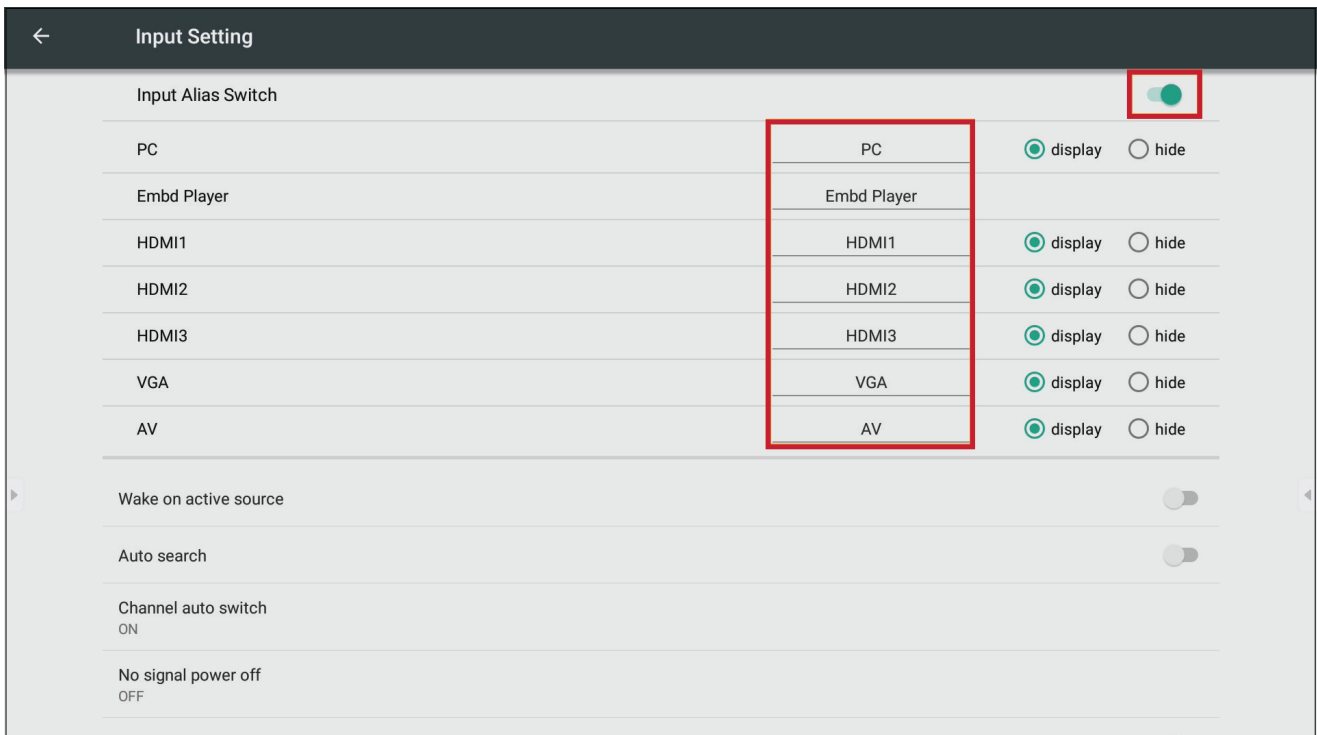 Input Setting
Input Alias Switch
PC PC display hide
Embd Player Embd Player
HDMI1 HDMI1 display hide
HDMI2 HDMI2 display hide
HDMI3 HDMI3 display hide
VGA VGA display hide
AV AV display hide
Wake on active source
Auto search
Channel auto switch
ON
No signal power off
OFF